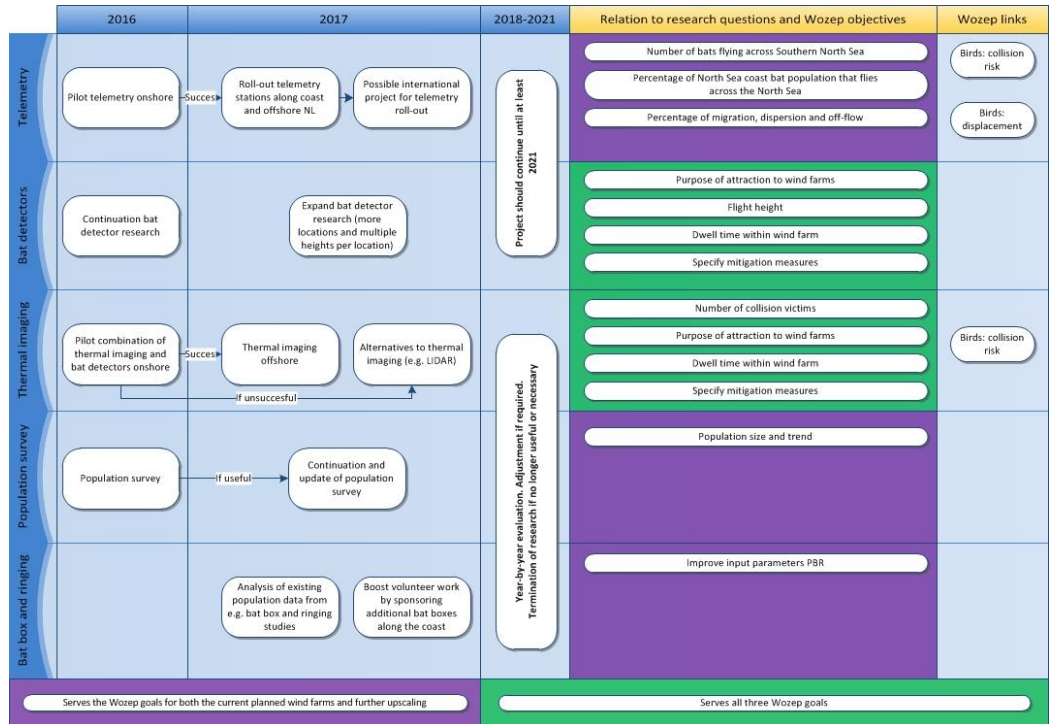 2016
2017
2018-2021
Relation to research questions and Wozep objectives
Wozep links
Telemetry
Pilot telemetry onshore
Succes
Roll-out telemetry
stations along coast
and offshore NL
Possible international
project for telemetry
roll-out
Project should continue until at least
2021
Number of bats flying across Southern North Sea
Percentage of North Sea coast bat population that flies
across the North Sea
Percentage of migration, dispersion and off-flow
Birds: collision
risk
Birds:
displacement
Bat detectors
Continuation bat
detector research
Expand bat detector
research (more
locations and multiple
heights per location)
Purpose of attraction to wind farms
Flight height
Dwell time within wind farm
Specify mitigation measures
Thermal imaging
Pilot combination of
thermal imaging and
bat detectors onshore
Succes
Thermal imaging
offshore
Alternatives to thermal
imaging (e.g. LIDAR)
If unsuccesful
Year-by-year evaluation. Adjustment if required.
Termination of research if no longer useful or necessary
Number of collision victims
Purpose of attraction to wind farms
Dwell time within wind farm
Specify mitigation measures
Birds: collision
risk
Population survey
Population survey
If useful
Continuation and
update of population
survey
Population size and trend
Bat box and ringing
Analysis of existing
population data from
e.g. bat box and ringing
studies
Boost volunteer work
by sponsoring
additional bat boxes
along the coast
Improve input parameters PBR
Serves the Wozep goals for both the current planned wind farms and further upscaling
Serves all three Wozep goals